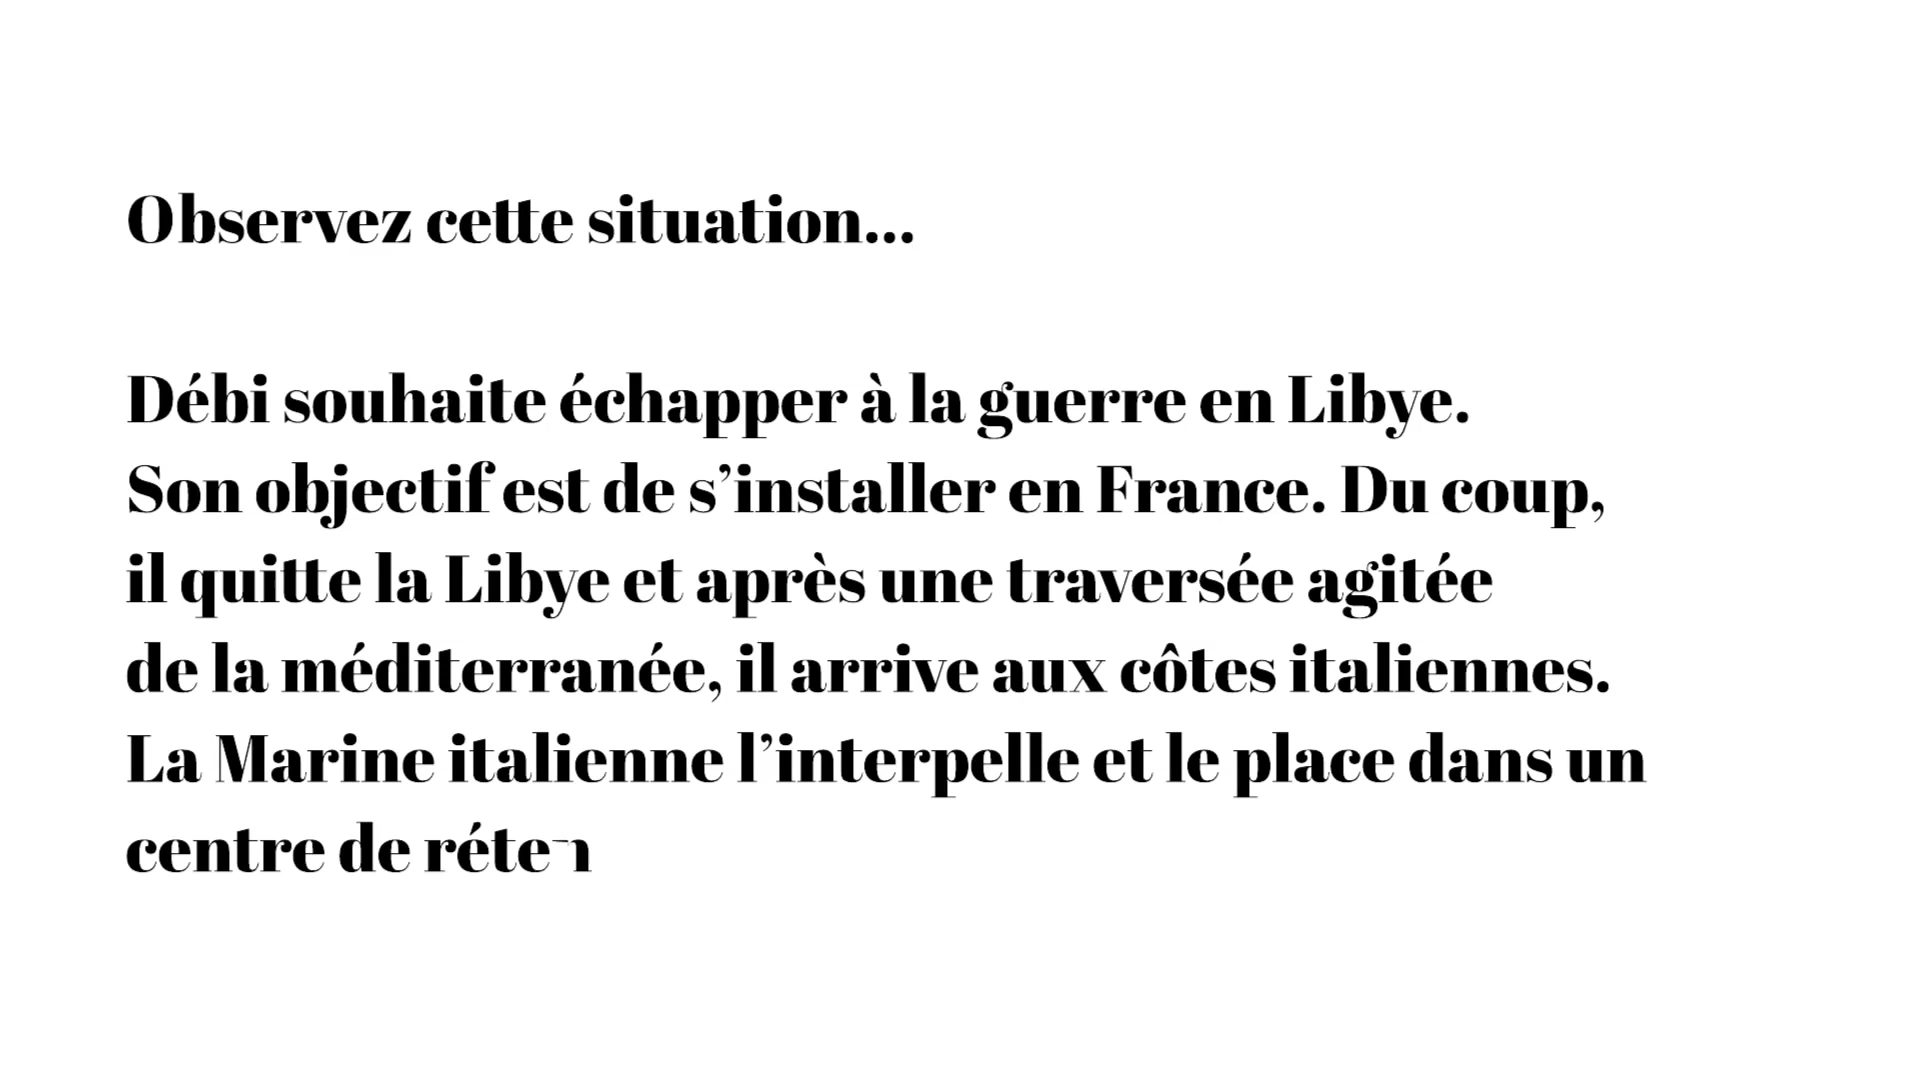 Observez cette situation...
Débi souhaite échapper à la guerre en Libye.
Son objectif est de s’installer en France. Du coup,
il quitte la Libye et après une traversée agitée
de la méditerranée, il arrive aux côtes italiennes.
La Marine italienne l’interpelle et le place dans un
centre de